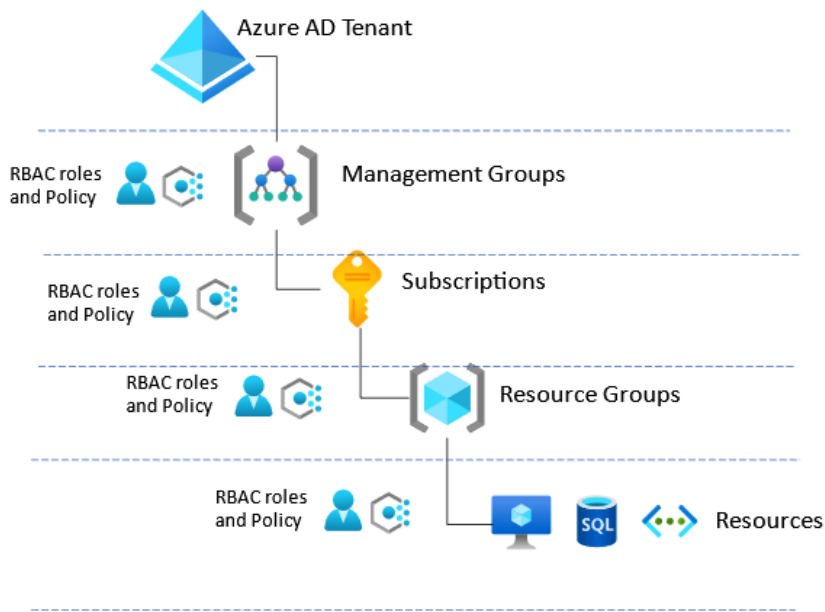 Azure AD Tenant
RBAC roles
and Policy
Management Groups
RBAC roles
and Policy
Subscriptions
RBAC roles
and Policy
Resource Groups
RBAC roles
and Policy
SQL
Resources